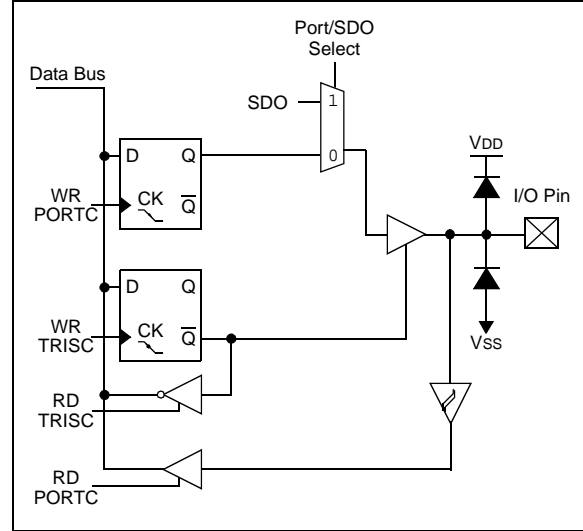 Port/SDO
Select
Data Bus
SDO
1
0
D
Q
CK
Q̅
WR
PORTC
VDD
I/O Pin
VSS
D
Q
CK
Q̅
WR
TRISC
RD
TRISC
RD
PORTC